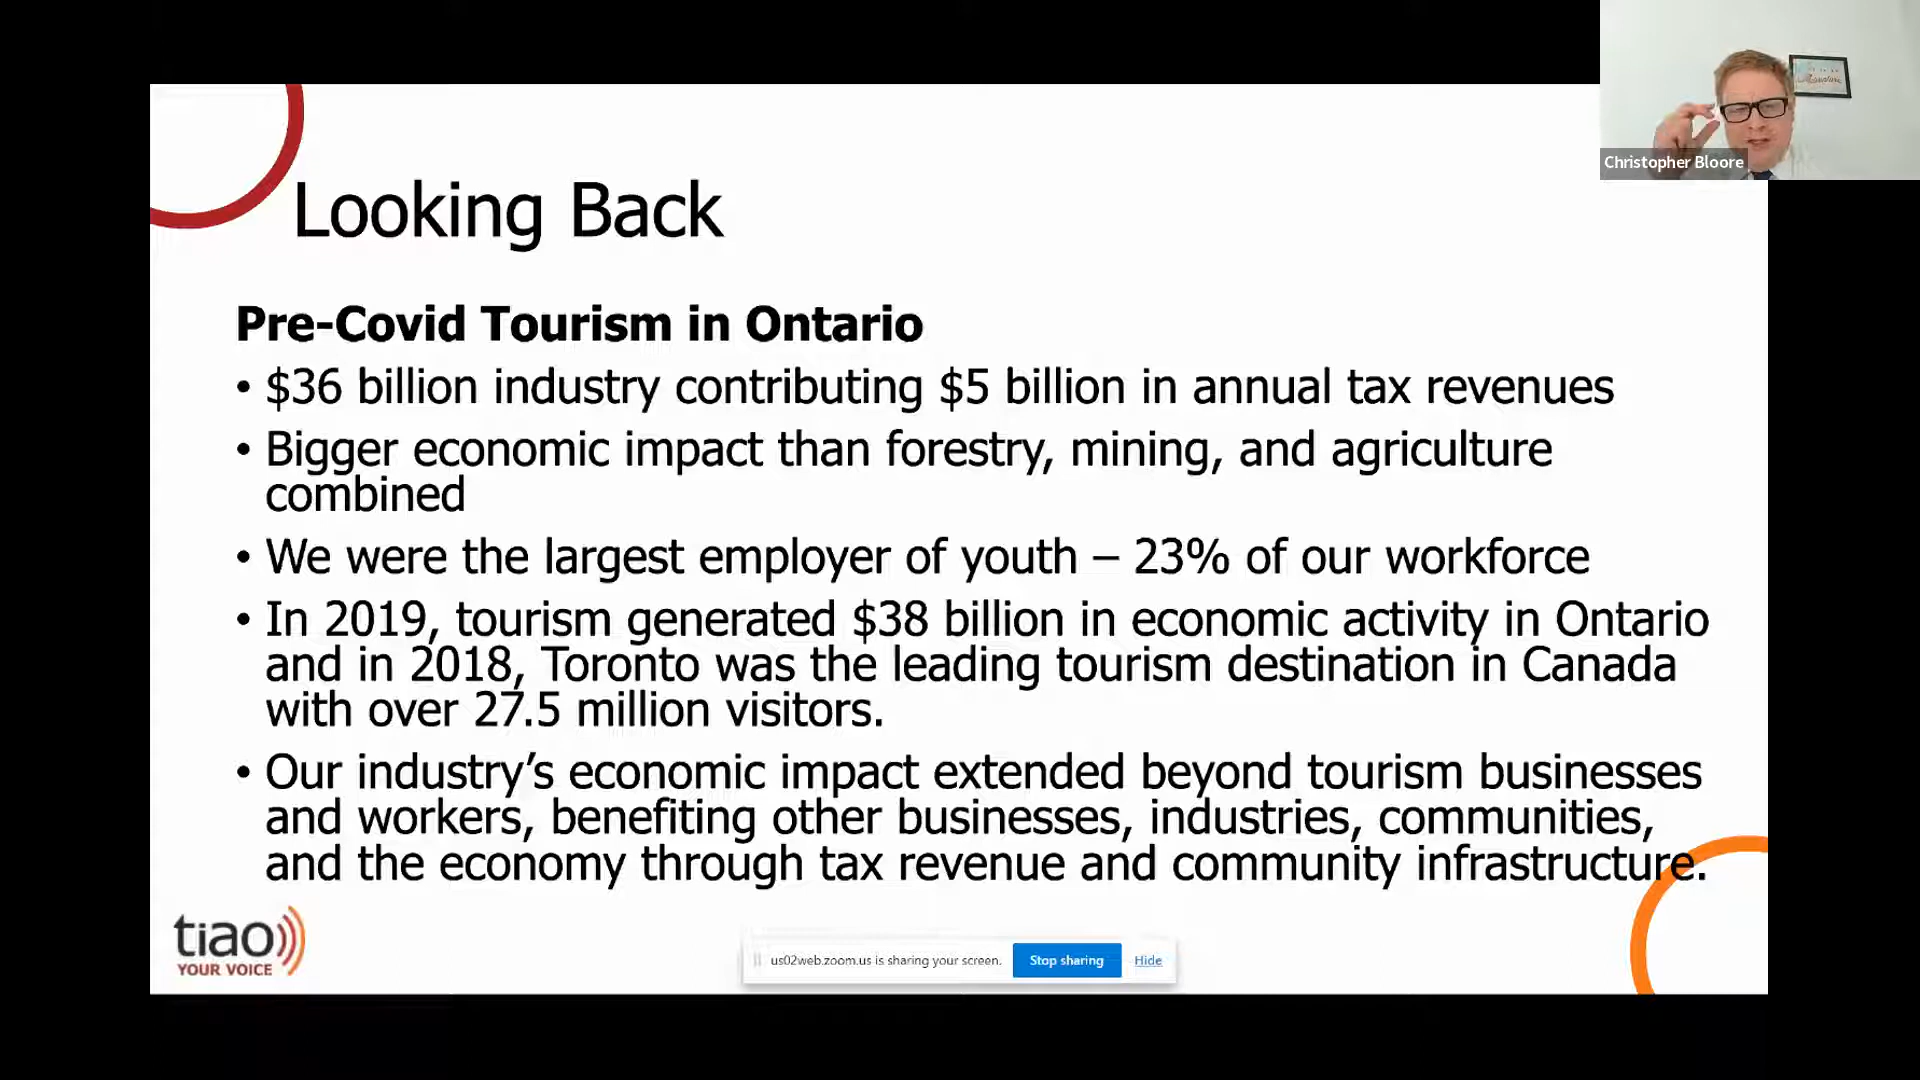 Christopher Bloore
Looking Back
Pre-Covid Tourism in Ontario
• $36 billion industry contributing $5 billion in annual tax revenues
• Bigger economic impact than forestry, mining, and agriculture
combined
• We were the largest employer of youth – 23% of our workforce
• In 2019, tourism generated $38 billion in economic activity in Ontario
and in 2018, Toronto was the leading tourism destination in Canada
with over 27.5 million visitors.
• Our industry’s economic impact extended beyond tourism businesses
and workers, benefiting other businesses, industries, communities,
and the economy through tax revenue and community infrastructure.
tiao
YOUR VOICE
us02web.zoom.us is sharing your screen. Stop sharing Hide